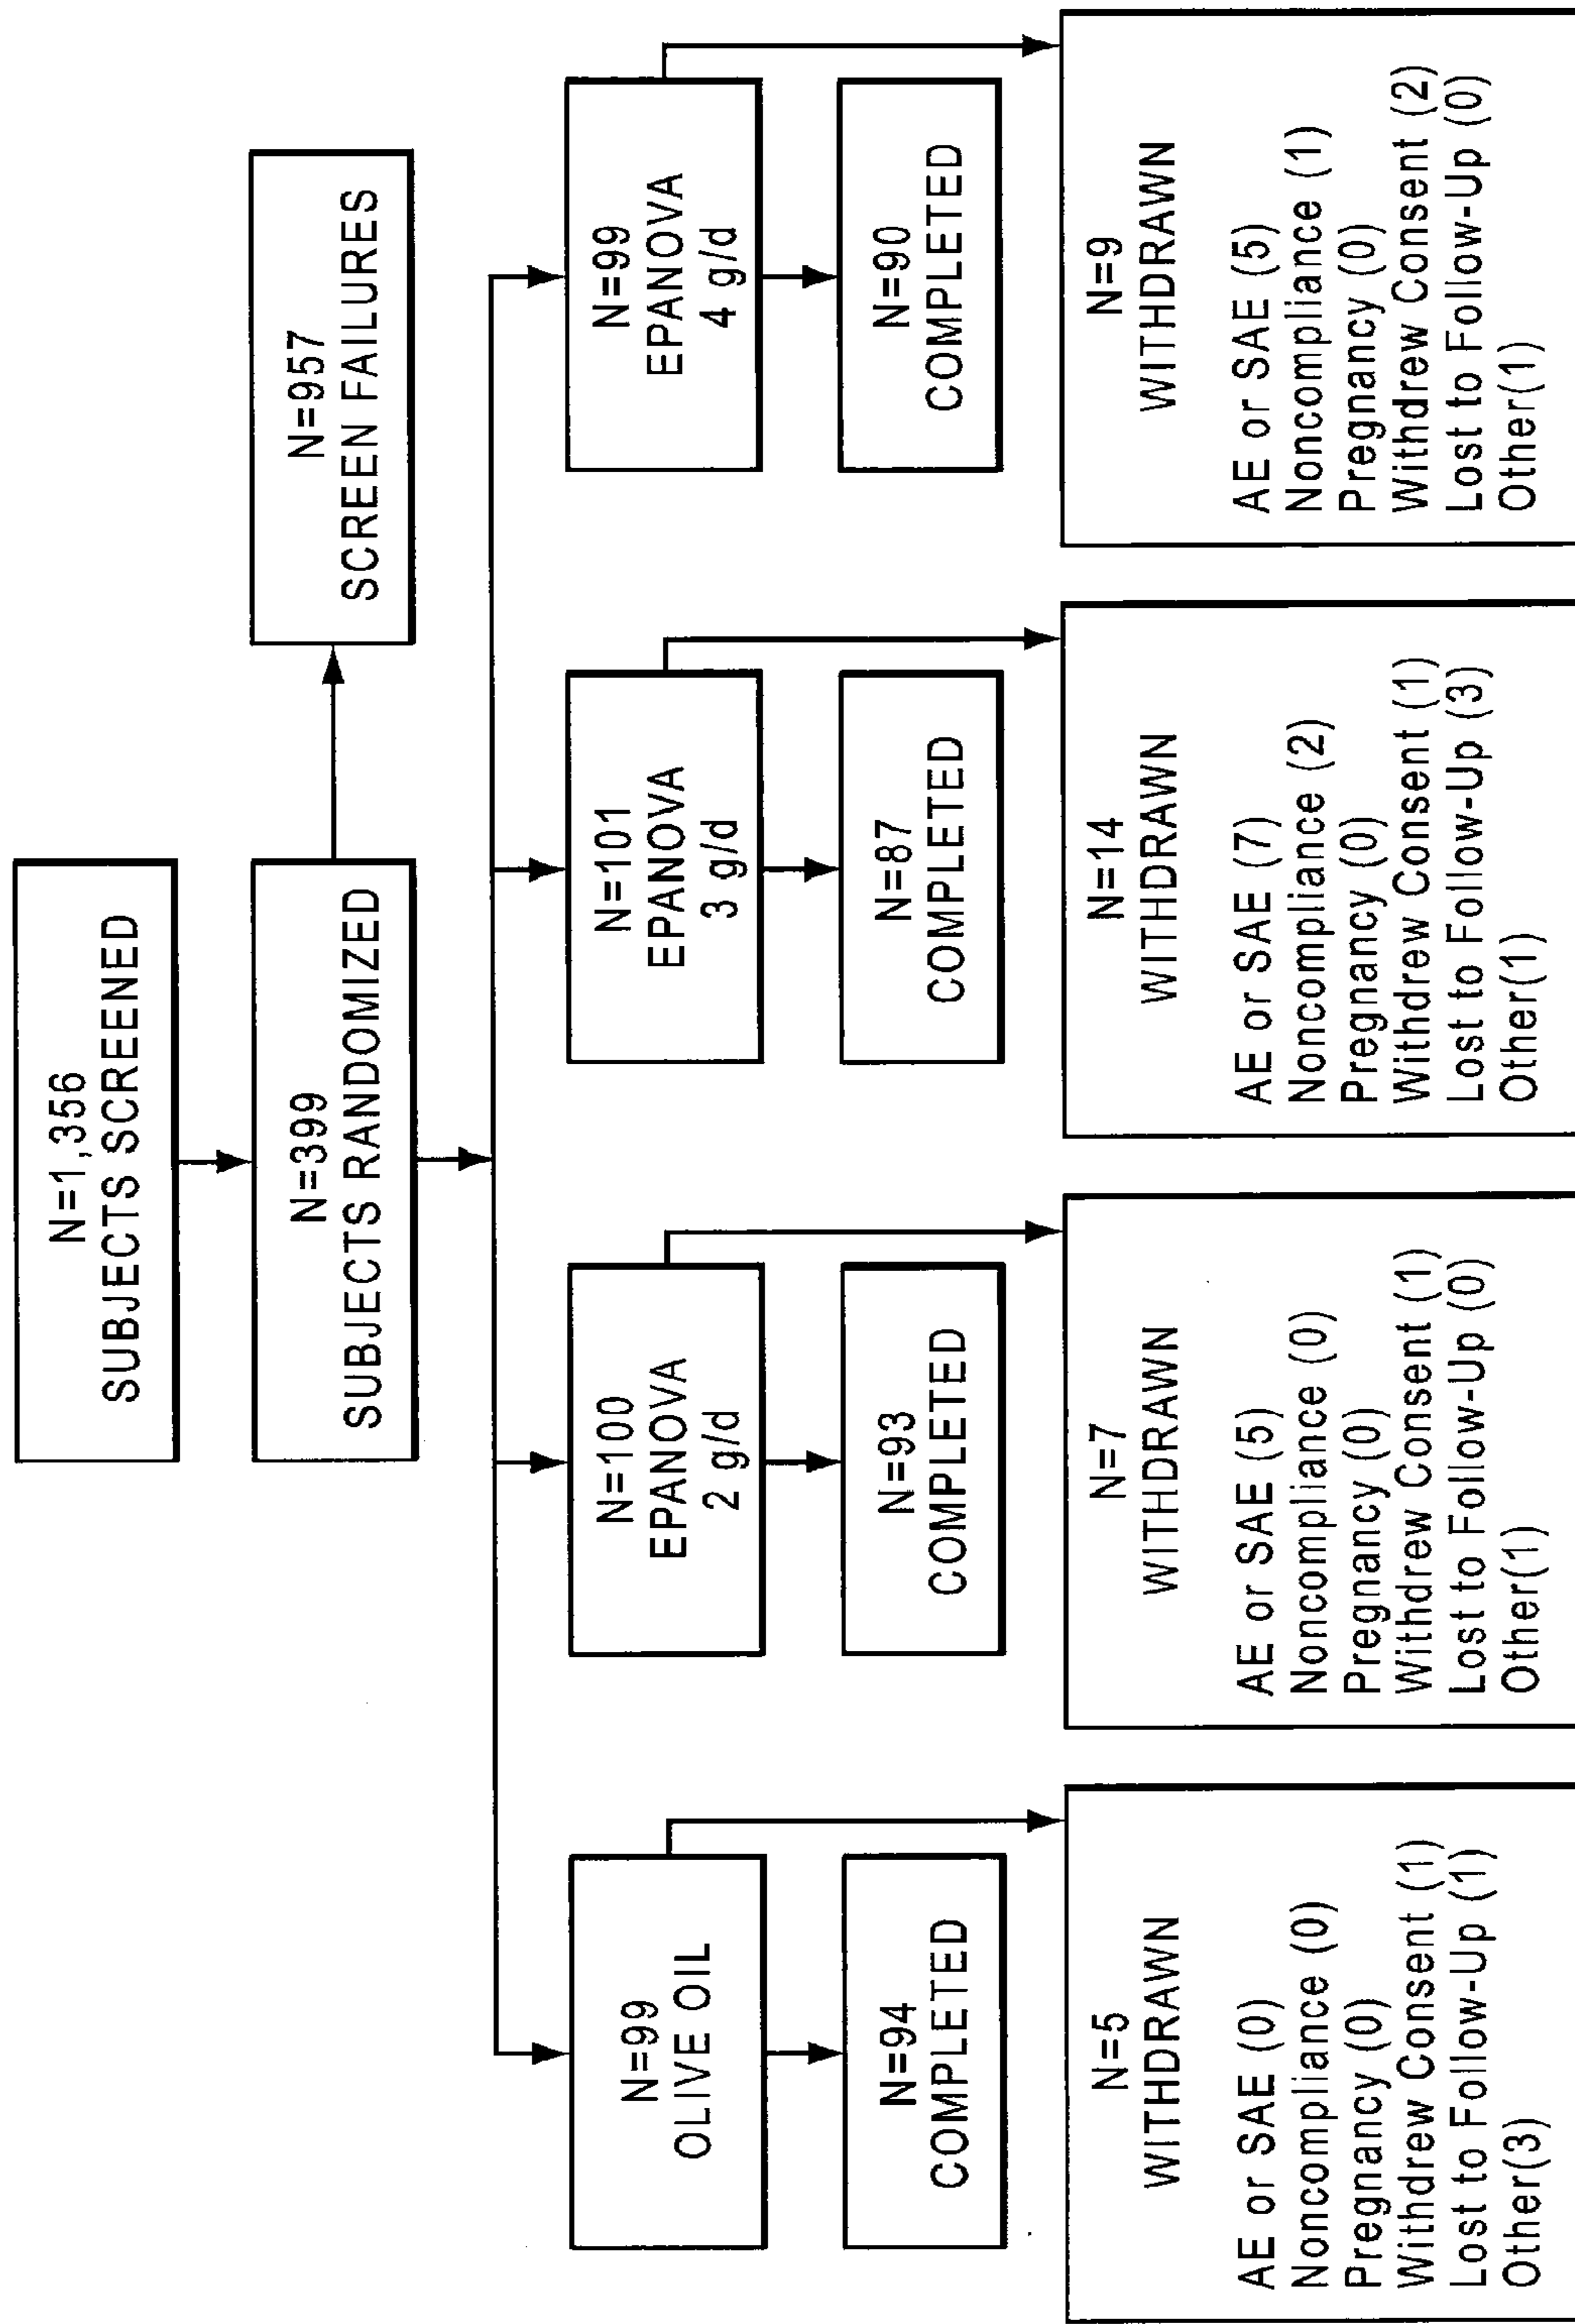 N=1,356
SUBJECTS SCREENED
N=399
SUBJECTS RANDOMIZED
N=957
SCREEN FAILURES
N=99
OLIVE OIL
N=94
COMPLETED
N=5
WITHDRAWN
AE or SAE (0)
Noncompliance (0)
Pregnancy (0)
Withdrew Consent (1)
Lost to Follow-Up (1)
Other(3)
N=100
EPANOVA
2 g/d
N=93
COMPLETED
N=7
WITHDRAWN
AE or SAE (5)
Noncompliance (0)
Pregnancy (0)
Withdrew Consent (1)
Lost to Follow-Up (0)
Other(1)
N=101
EPANOVA
3 g/d
N=87
COMPLETED
N=14
WITHDRAWN
AE or SAE (7)
Noncompliance (2)
Pregnancy (0)
Withdrew Consent (1)
Lost to Follow-Up (3)
Other(1)
N=99
EPANOVA
4 g/d
N=90
COMPLETED
N=9
WITHDRAWN
AE or SAE (5)
Noncompliance (1)
Pregnancy (0)
Withdrew Consent (2)
Lost to Follow-Up (0)
Other(1)